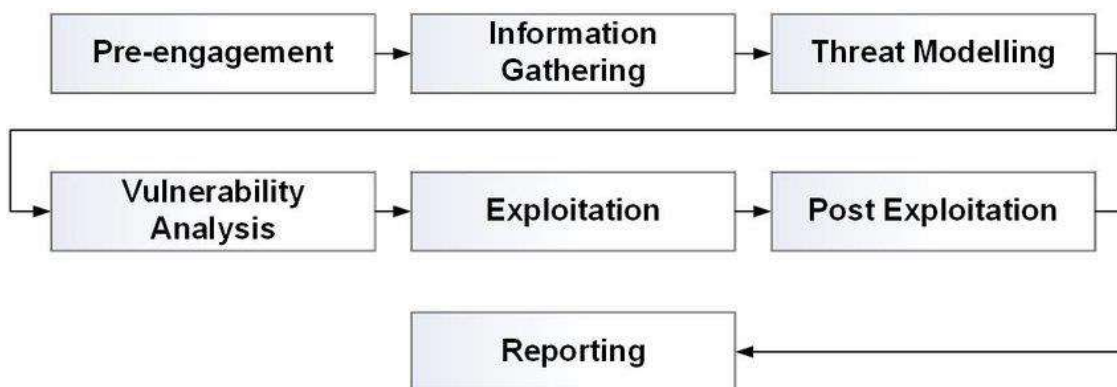 Pre-engagement
Information
Gathering
Threat Modelling
Vulnerability
Analysis
Exploitation
Post Exploitation
Reporting